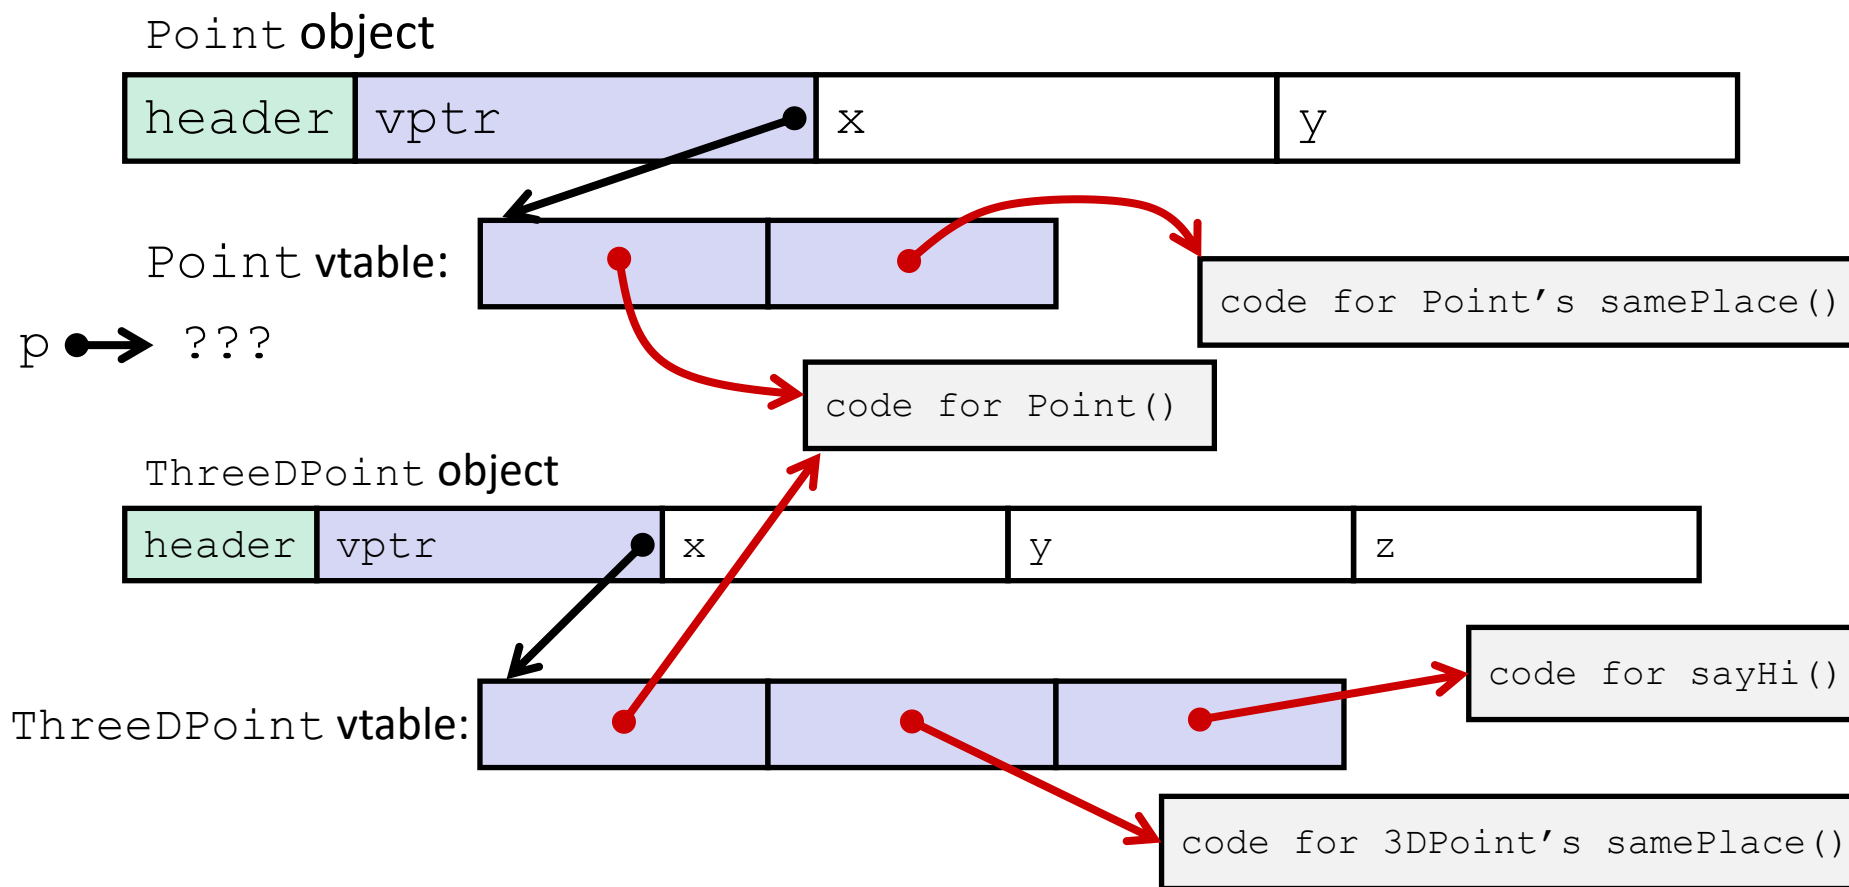 Point object
header vptr x y
Point vtable:
code for Point’s samePlace()
p ???
code for Point()
ThreeDPoint object
header vptr x y z
code for sayHi()
ThreeDPoint vtable:
code for 3DPoint’s samePlace()